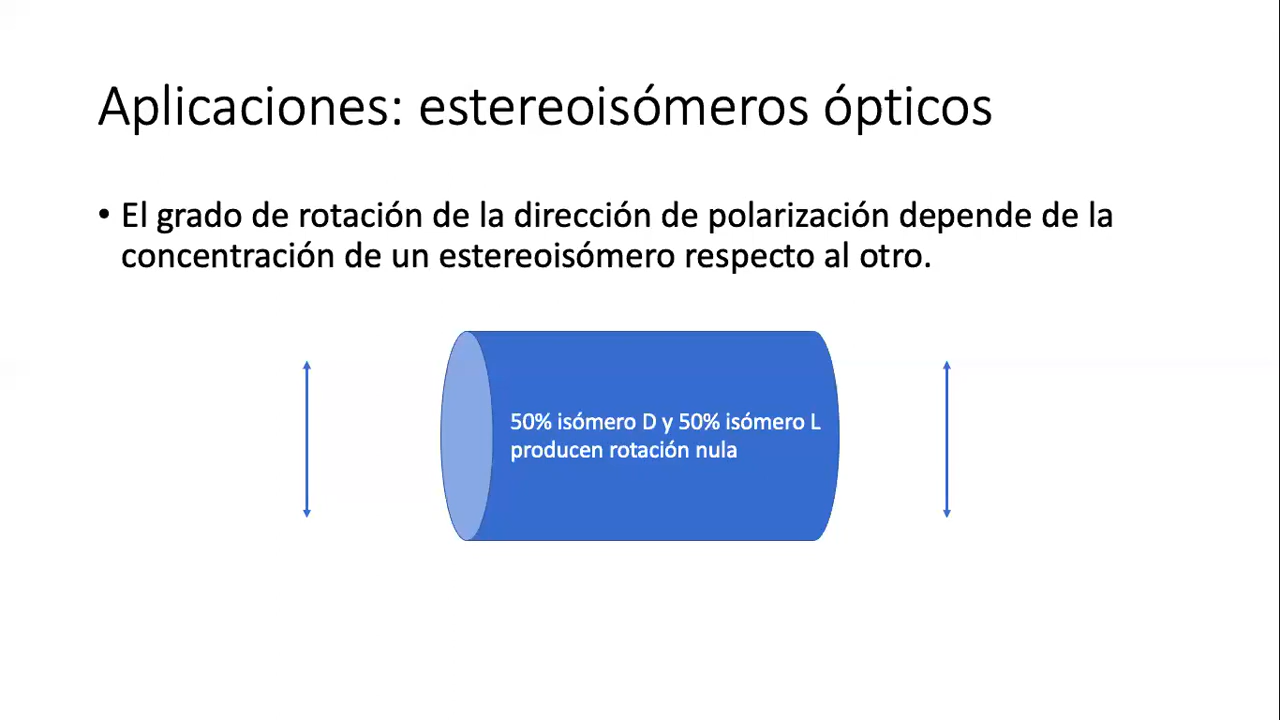 Aplicaciones: estereoisómeros ópticos
• El grado de rotación de la dirección de polarización depende de la
concentración de un estereoisómero respecto al otro.
50% isómero D y 50% isómero L
producen rotación nula